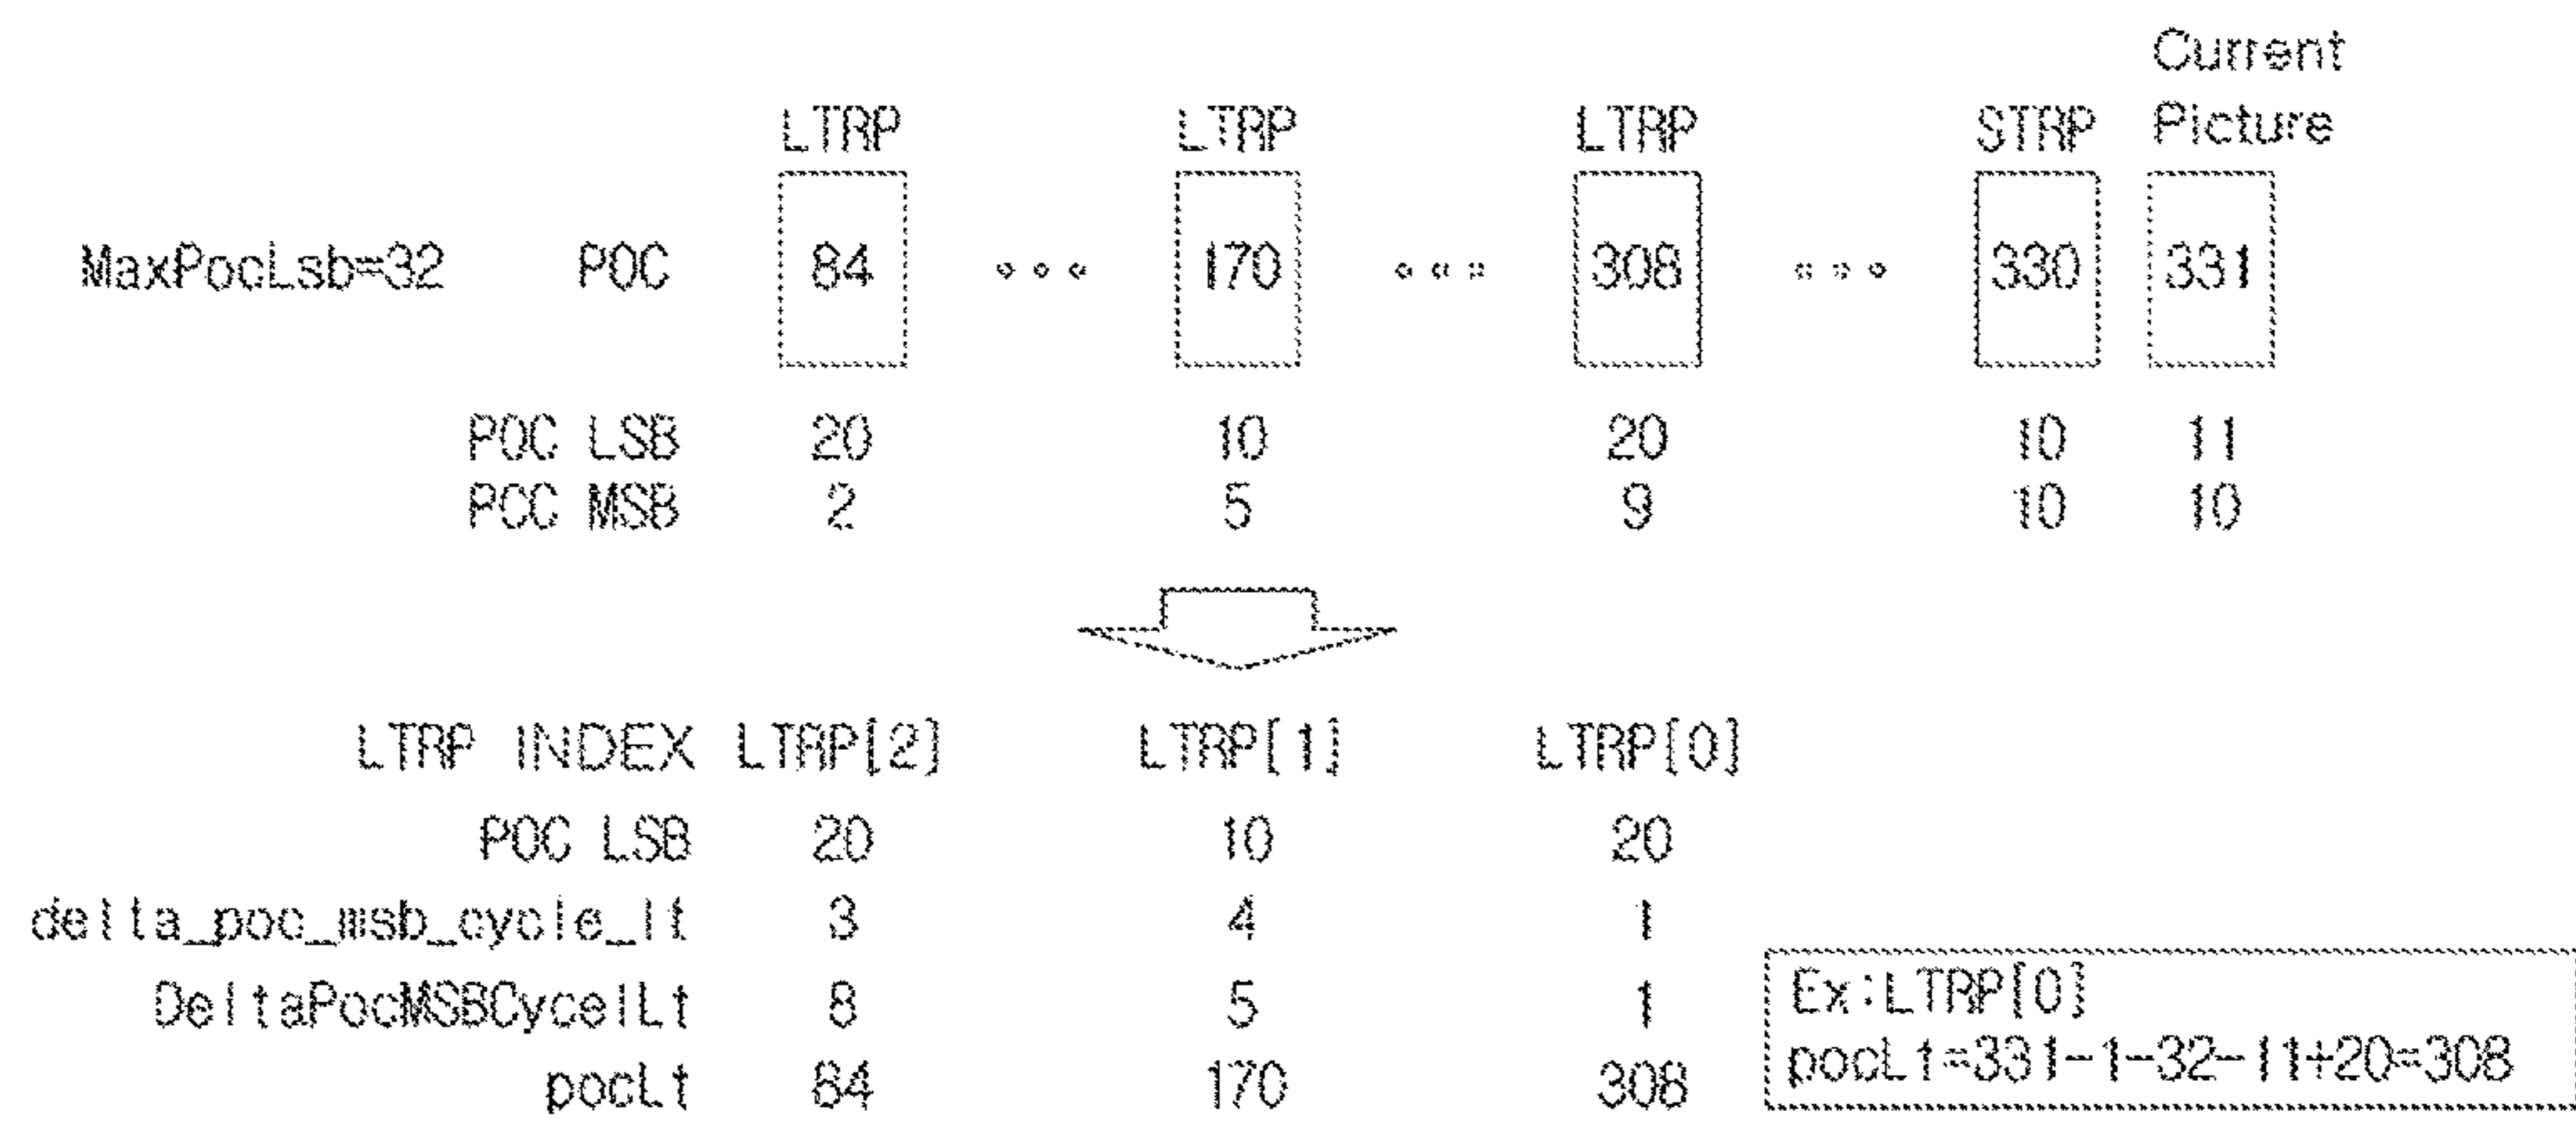 Current
LTRP LTRP LTRP STRP Picture
MaxPocLsb=32 POC 84 170 308 330 331
POC LSB 20 10 20 10 11
POC MSB 2 5 9 10 10
LTRP INDEX LTRP[2] LTRP[1] LTRP[0]
POC LSB 20 10 20
delta_poc_msb_cycle_lt 3 4 1
DeltaPocMSBCycelLt 8 5 1
Ex:LTRP[0]
pocLt 84 170 308
pocLt=331-1-32-11+20=308